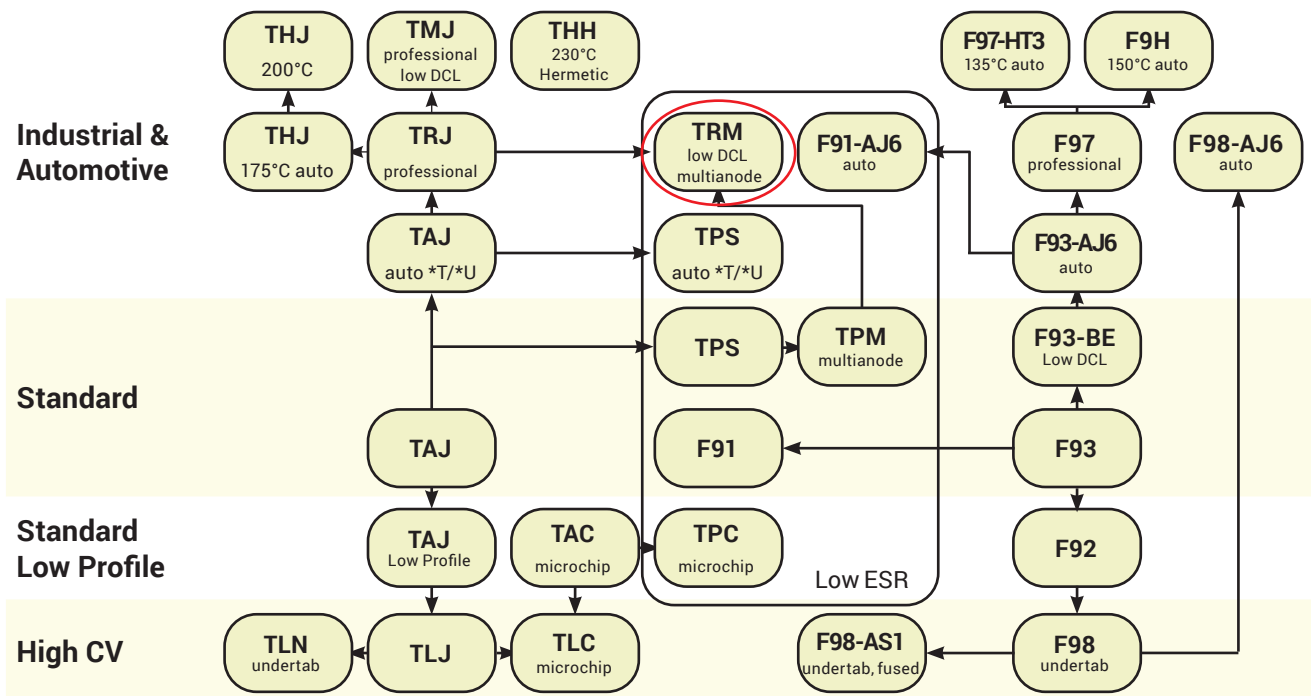 THJ
200°C
TMJ
professional
low DCL
THH
230°C
Hermetic
F97-HT3
135°C auto
F9H
150°C auto
Industrial &
Automotive
THJ
175°C auto
TRJ
professional
TRM
low DCL
multianode
F91-AJ6
auto
F97
professional
F98-AJ6
auto
TAJ
auto *T/*U
TPS
auto *T/*U
F93-AJ6
auto
Standard
TPS
TPM
multianode
F93-BE
Low DCL
TAJ
F91
F93
Standard
Low Profile
TAJ
Low Profile
TAC
microchip
TPC
microchip
Low ESR
F92
High CV
TLN
undertab
TLJ
TLC
microchip
F98-AS1
undertab, fused
F98
undertab